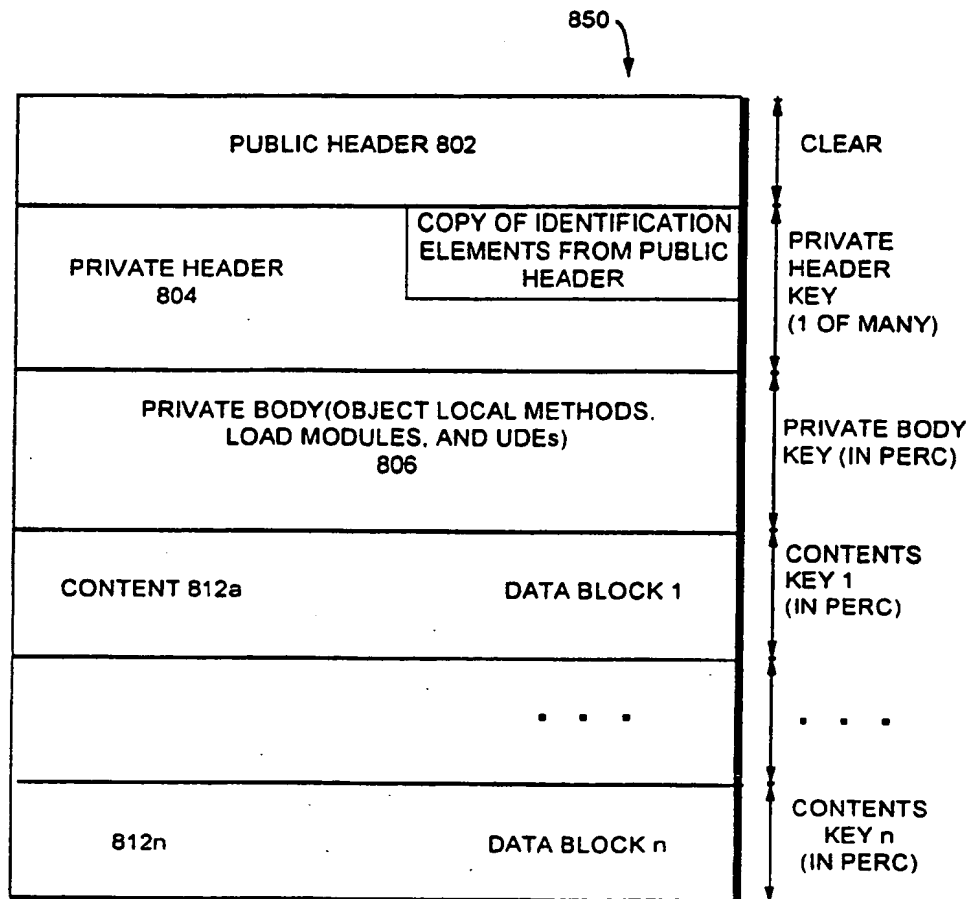 850
PUBLIC HEADER 802
CLEAR
PRIVATE HEADER
804
COPY OF IDENTIFICATION
ELEMENTS FROM PUBLIC
HEADER
PRIVATE
HEADER
KEY
(1 OF MANY)
PRIVATE BODY(OBJECT LOCAL METHODS.
LOAD MODULES, AND UDEs)
806
PRIVATE BODY
KEY (IN PERC)
CONTENT 812a
DATA BLOCK 1
CONTENTS
KEY 1
(IN PERC)
. . .
. . .
812n
DATA BLOCK n
CONTENTS
KEY n
(IN PERC)